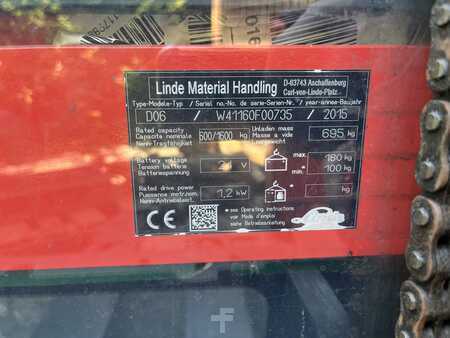 Linde Material Handling
D-63743 Aschaffenburg
Carl-von-Linde-Platz
Type-Modele-Typ / Serial no.-No. de serie-Serien-Nr. / year-annee-Baujahr
D06 / W41160F00735 / 2015
Rated capacity
Capacite nominale
Nenn-Tragfähigkeit
600/1600 kg
Unladen mass
Masse a vide
Leergewicht
695 kg
Battery voltage
Tension batterie
Batteriespannung
V
max
min
180 kg
100 kg
Rated drive power
Puissance mot.nom.
Nenn-Antriebsleist.
1.2 kW
kg
CE
see Operating instructions
voir Mode d'emploi
siehe Betriebsanleitung